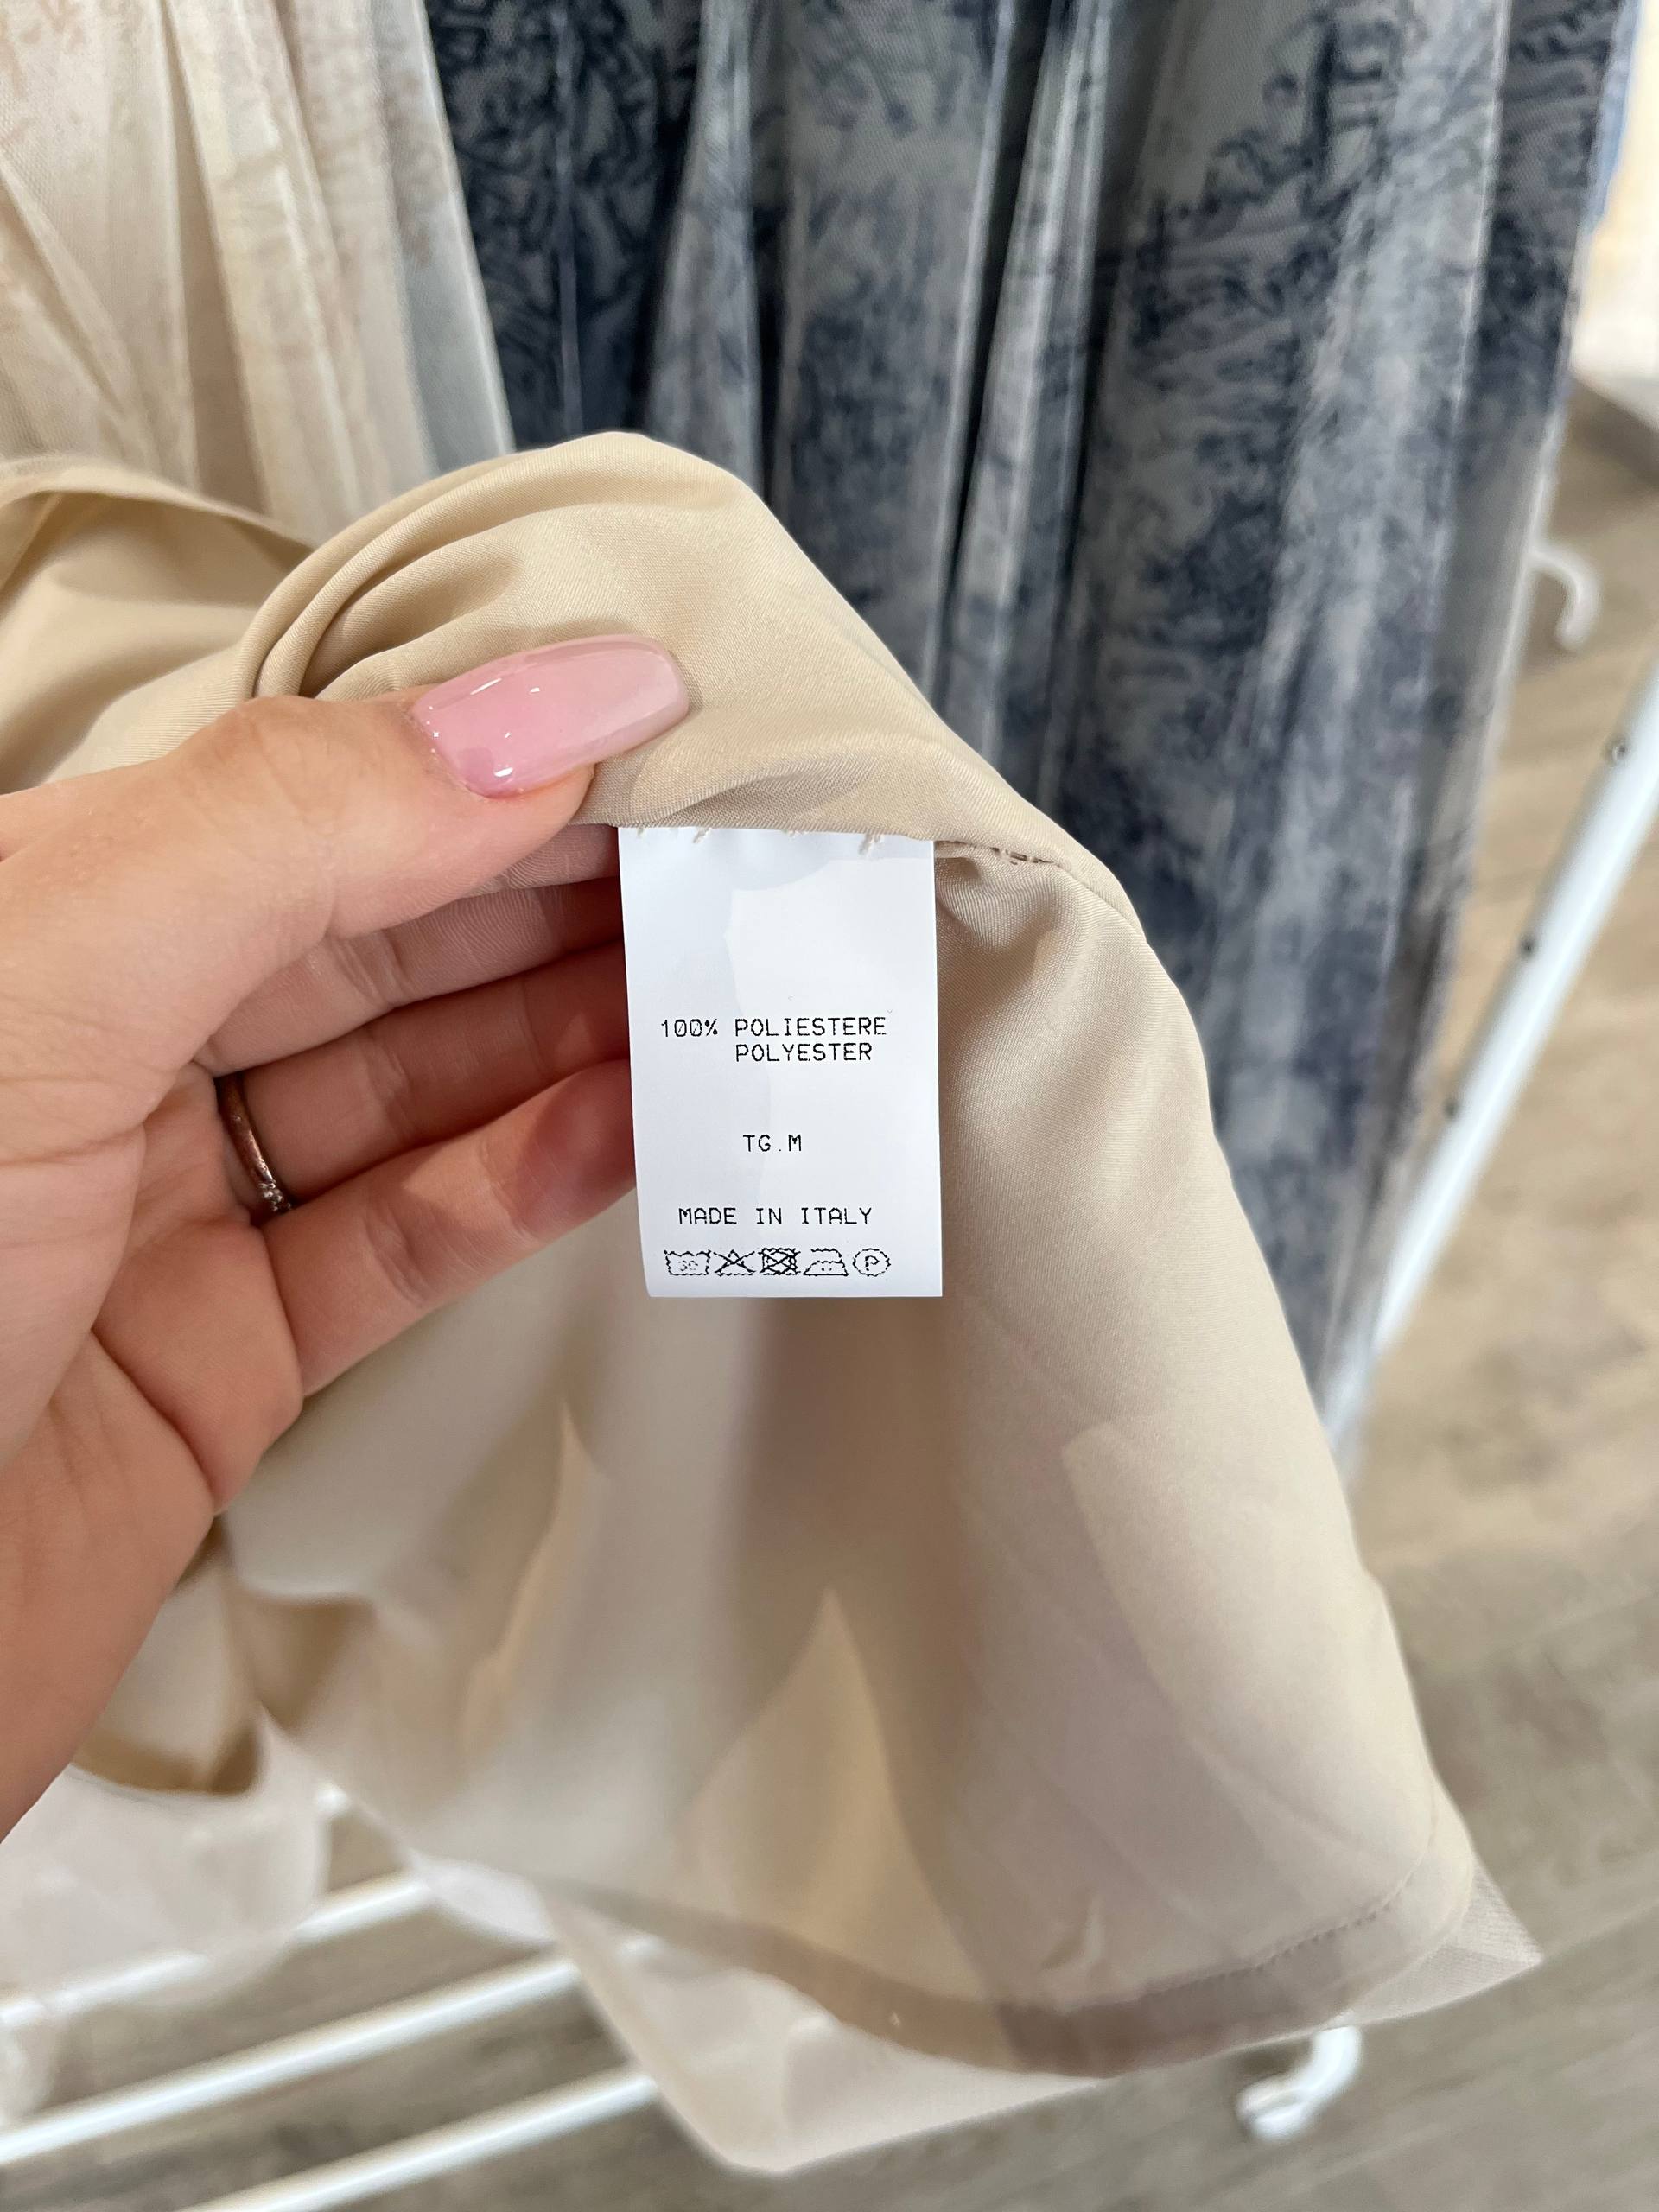 100% POLIESTERE
POLYESTER
TG.M
MADE IN ITALY
P